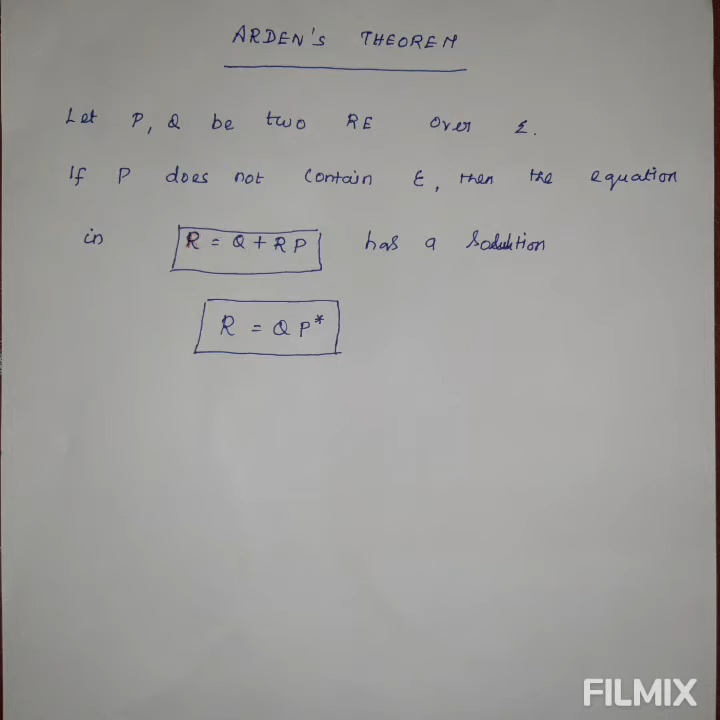 ARDEN'S THEOREM
Let P, Q be two RE over Σ.
If P does not contain ε, then the equation
in R = Q + RP has a solution
R = QP*
FILMIX